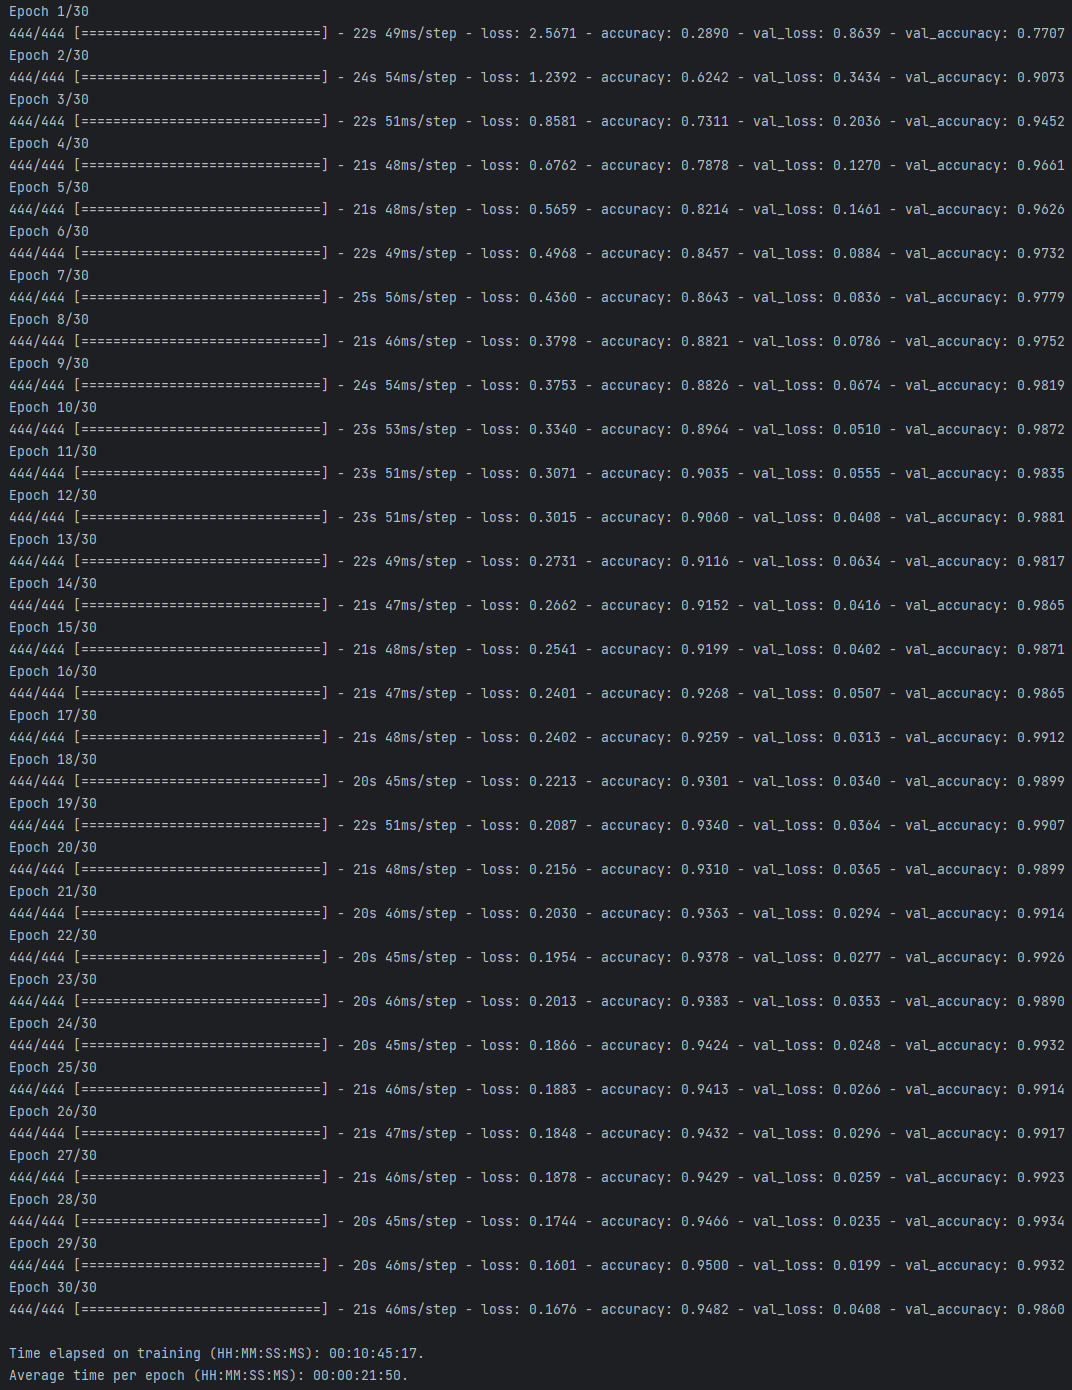 Epoch 1/30
444/444 [==============================] - 22s 49ms/step - loss: 2.5671 - accuracy: 0.2890 - val_loss: 0.8639 - val_accuracy: 0.7707
Epoch 2/30
444/444 [==============================] - 24s 54ms/step - loss: 1.2392 - accuracy: 0.6242 - val_loss: 0.3434 - val_accuracy: 0.9073
Epoch 3/30
444/444 [==============================] - 22s 51ms/step - loss: 0.8581 - accuracy: 0.7311 - val_loss: 0.2036 - val_accuracy: 0.9452
Epoch 4/30
444/444 [==============================] - 21s 48ms/step - loss: 0.6762 - accuracy: 0.7878 - val_loss: 0.1270 - val_accuracy: 0.9661
Epoch 5/30
444/444 [==============================] - 21s 48ms/step - loss: 0.5659 - accuracy: 0.8214 - val_loss: 0.1461 - val_accuracy: 0.9626
Epoch 6/30
444/444 [==============================] - 22s 49ms/step - loss: 0.4968 - accuracy: 0.8457 - val_loss: 0.0884 - val_accuracy: 0.9732
Epoch 7/30
444/444 [==============================] - 25s 56ms/step - loss: 0.4360 - accuracy: 0.8643 - val_loss: 0.0836 - val_accuracy: 0.9779
Epoch 8/30
444/444 [==============================] - 21s 46ms/step - loss: 0.3798 - accuracy: 0.8821 - val_loss: 0.0786 - val_accuracy: 0.9752
Epoch 9/30
444/444 [==============================] - 24s 54ms/step - loss: 0.3753 - accuracy: 0.8826 - val_loss: 0.0674 - val_accuracy: 0.9819
Epoch 10/30
444/444 [==============================] - 23s 53ms/step - loss: 0.3340 - accuracy: 0.8964 - val_loss: 0.0510 - val_accuracy: 0.9872
Epoch 11/30
444/444 [==============================] - 23s 51ms/step - loss: 0.3071 - accuracy: 0.9035 - val_loss: 0.0555 - val_accuracy: 0.9835
Epoch 12/30
444/444 [==============================] - 23s 51ms/step - loss: 0.3015 - accuracy: 0.9060 - val_loss: 0.0408 - val_accuracy: 0.9881
Epoch 13/30
444/444 [==============================] - 22s 49ms/step - loss: 0.2731 - accuracy: 0.9116 - val_loss: 0.0634 - val_accuracy: 0.9817
Epoch 14/30
444/444 [==============================] - 21s 47ms/step - loss: 0.2662 - accuracy: 0.9152 - val_loss: 0.0416 - val_accuracy: 0.9865
Epoch 15/30
444/444 [==============================] - 21s 48ms/step - loss: 0.2541 - accuracy: 0.9199 - val_loss: 0.0402 - val_accuracy: 0.9871
Epoch 16/30
444/444 [==============================] - 21s 47ms/step - loss: 0.2401 - accuracy: 0.9268 - val_loss: 0.0507 - val_accuracy: 0.9865
Epoch 17/30
444/444 [==============================] - 21s 48ms/step - loss: 0.2402 - accuracy: 0.9259 - val_loss: 0.0313 - val_accuracy: 0.9912
Epoch 18/30
444/444 [==============================] - 20s 45ms/step - loss: 0.2213 - accuracy: 0.9301 - val_loss: 0.0340 - val_accuracy: 0.9899
Epoch 19/30
444/444 [==============================] - 22s 51ms/step - loss: 0.2087 - accuracy: 0.9340 - val_loss: 0.0364 - val_accuracy: 0.9907
Epoch 20/30
444/444 [==============================] - 21s 48ms/step - loss: 0.2156 - accuracy: 0.9310 - val_loss: 0.0365 - val_accuracy: 0.9899
Epoch 21/30
444/444 [==============================] - 20s 46ms/step - loss: 0.2030 - accuracy: 0.9363 - val_loss: 0.0294 - val_accuracy: 0.9914
Epoch 22/30
444/444 [==============================] - 20s 45ms/step - loss: 0.1954 - accuracy: 0.9378 - val_loss: 0.0277 - val_accuracy: 0.9926
Epoch 23/30
444/444 [==============================] - 20s 46ms/step - loss: 0.2013 - accuracy: 0.9383 - val_loss: 0.0353 - val_accuracy: 0.9890
Epoch 24/30
444/444 [==============================] - 20s 45ms/step - loss: 0.1866 - accuracy: 0.9424 - val_loss: 0.0248 - val_accuracy: 0.9932
Epoch 25/30
444/444 [==============================] - 21s 46ms/step - loss: 0.1883 - accuracy: 0.9413 - val_loss: 0.0266 - val_accuracy: 0.9914
Epoch 26/30
444/444 [==============================] - 21s 47ms/step - loss: 0.1848 - accuracy: 0.9432 - val_loss: 0.0296 - val_accuracy: 0.9917
Epoch 27/30
444/444 [==============================] - 21s 46ms/step - loss: 0.1878 - accuracy: 0.9429 - val_loss: 0.0259 - val_accuracy: 0.9923
Epoch 28/30
444/444 [==============================] - 20s 45ms/step - loss: 0.1744 - accuracy: 0.9466 - val_loss: 0.0235 - val_accuracy: 0.9934
Epoch 29/30
444/444 [==============================] - 20s 46ms/step - loss: 0.1601 - accuracy: 0.9500 - val_loss: 0.0199 - val_accuracy: 0.9932
Epoch 30/30
444/444 [==============================] - 21s 46ms/step - loss: 0.1676 - accuracy: 0.9482 - val_loss: 0.0408 - val_accuracy: 0.9860
Time elapsed on training (HH:MM:SS:MS): 00:10:45:17.
Average time per epoch (HH:MM:SS:MS): 00:00:21:50.